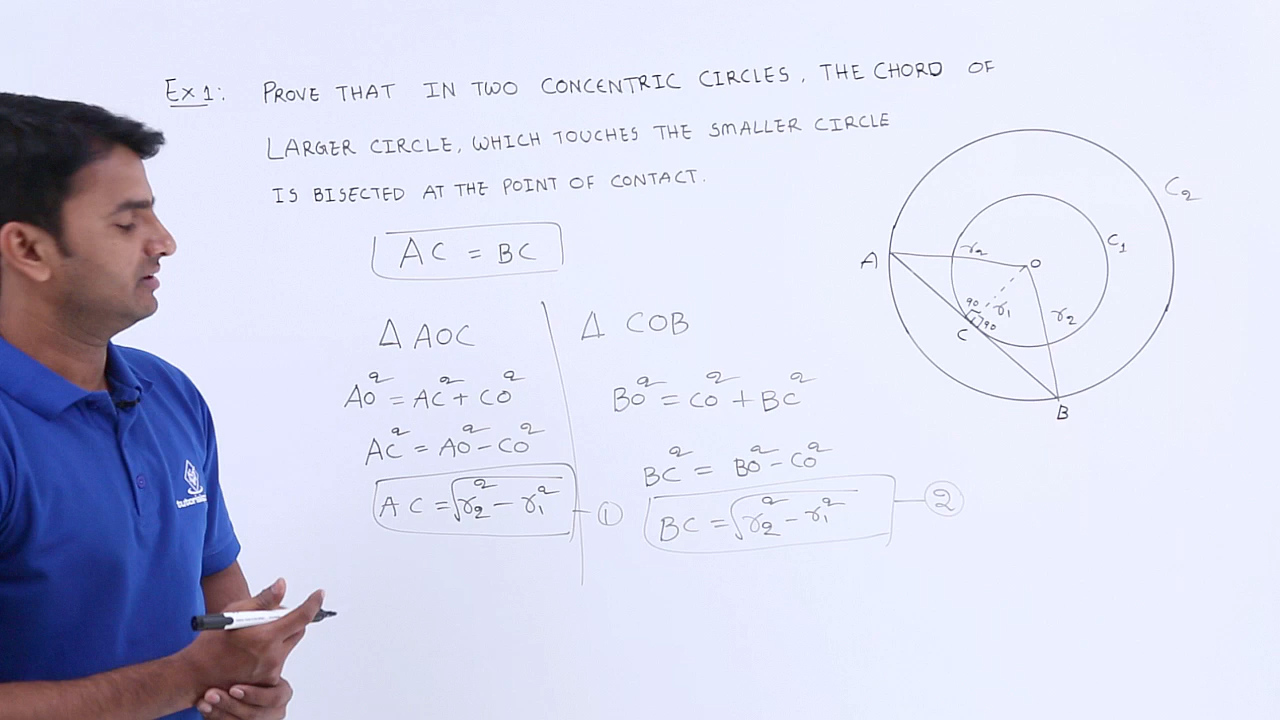 Ex 1: PROVE THAT IN TWO CONCENTRIC CIRCLES, THE CHORD OF
LARGER CIRCLE, WHICH TOUCHES THE SMALLER CIRCLE
IS BISECTED AT THE POINT OF CONTACT.
AC = BC
Δ AOC
AO² = AC² + CO²
AC² = AO² - CO²
AC = √r₂² - r₁² ①
Δ COB
BO² = CO² + BC²
BC² = BO² - CO²
BC = √r₂² - r₁² ②
C₂
C₁
A
r₂
O
90
r₁
r₂
90
C
B